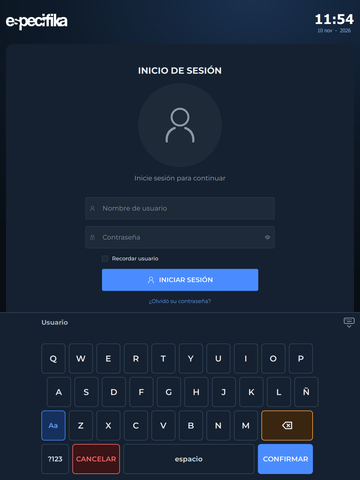 e·specifika
11:54
10 nov - 2026
INICIO DE SESIÓN
Inicie sesión para continuar
Nombre de usuario
Contraseña
Recordar usuario
INICIAR SESIÓN
¿Olvidó su contraseña?
Usuario
Q W E R T Y U I O P
A S D F G H J K L Ñ
Aa Z X C V B N M
?123 CANCELAR espacio CONFIRMAR